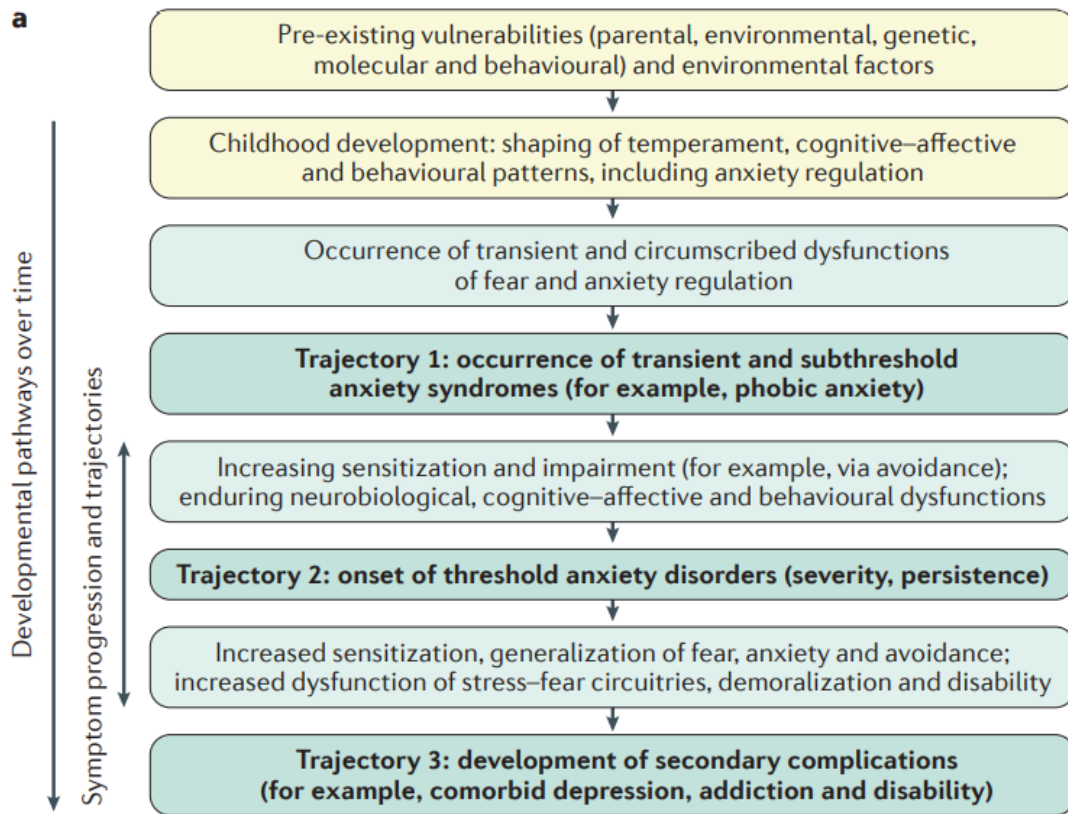 a
Pre-existing vulnerabilities (parental, environmental, genetic,
molecular and behavioural) and environmental factors
Childhood development: shaping of temperament, cognitive–affective
and behavioural patterns, including anxiety regulation
Occurrence of transient and circumscribed dysfunctions
of fear and anxiety regulation
Trajectory 1: occurrence of transient and subthreshold
anxiety syndromes (for example, phobic anxiety)
Increasing sensitization and impairment (for example, via avoidance);
enduring neurobiological, cognitive–affective and behavioural dysfunctions
Trajectory 2: onset of threshold anxiety disorders (severity, persistence)
Increased sensitization, generalization of fear, anxiety and avoidance;
increased dysfunction of stress–fear circuitries, demoralization and disability
Trajectory 3: development of secondary complications
(for example, comorbid depression, addiction and disability)
Developmental pathways over time
Symptom progression and trajectories